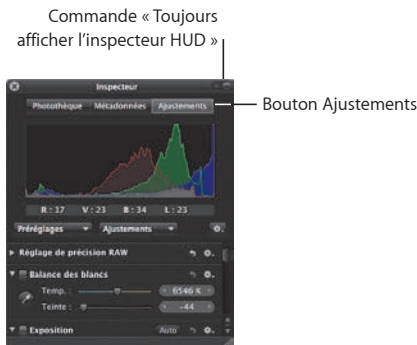 Commande « Toujours
afficher l’inspecteur HUD »
Inspecteur
Photothèque Métadonnées Ajustements
Bouton Ajustements
R : 17 V : 23 B : 34 L : 23
Préréglages Ajustements
Réglage de précision RAW
Balance des blancs
Temp. : 6546 K
Teinte : -44
Exposition Auto